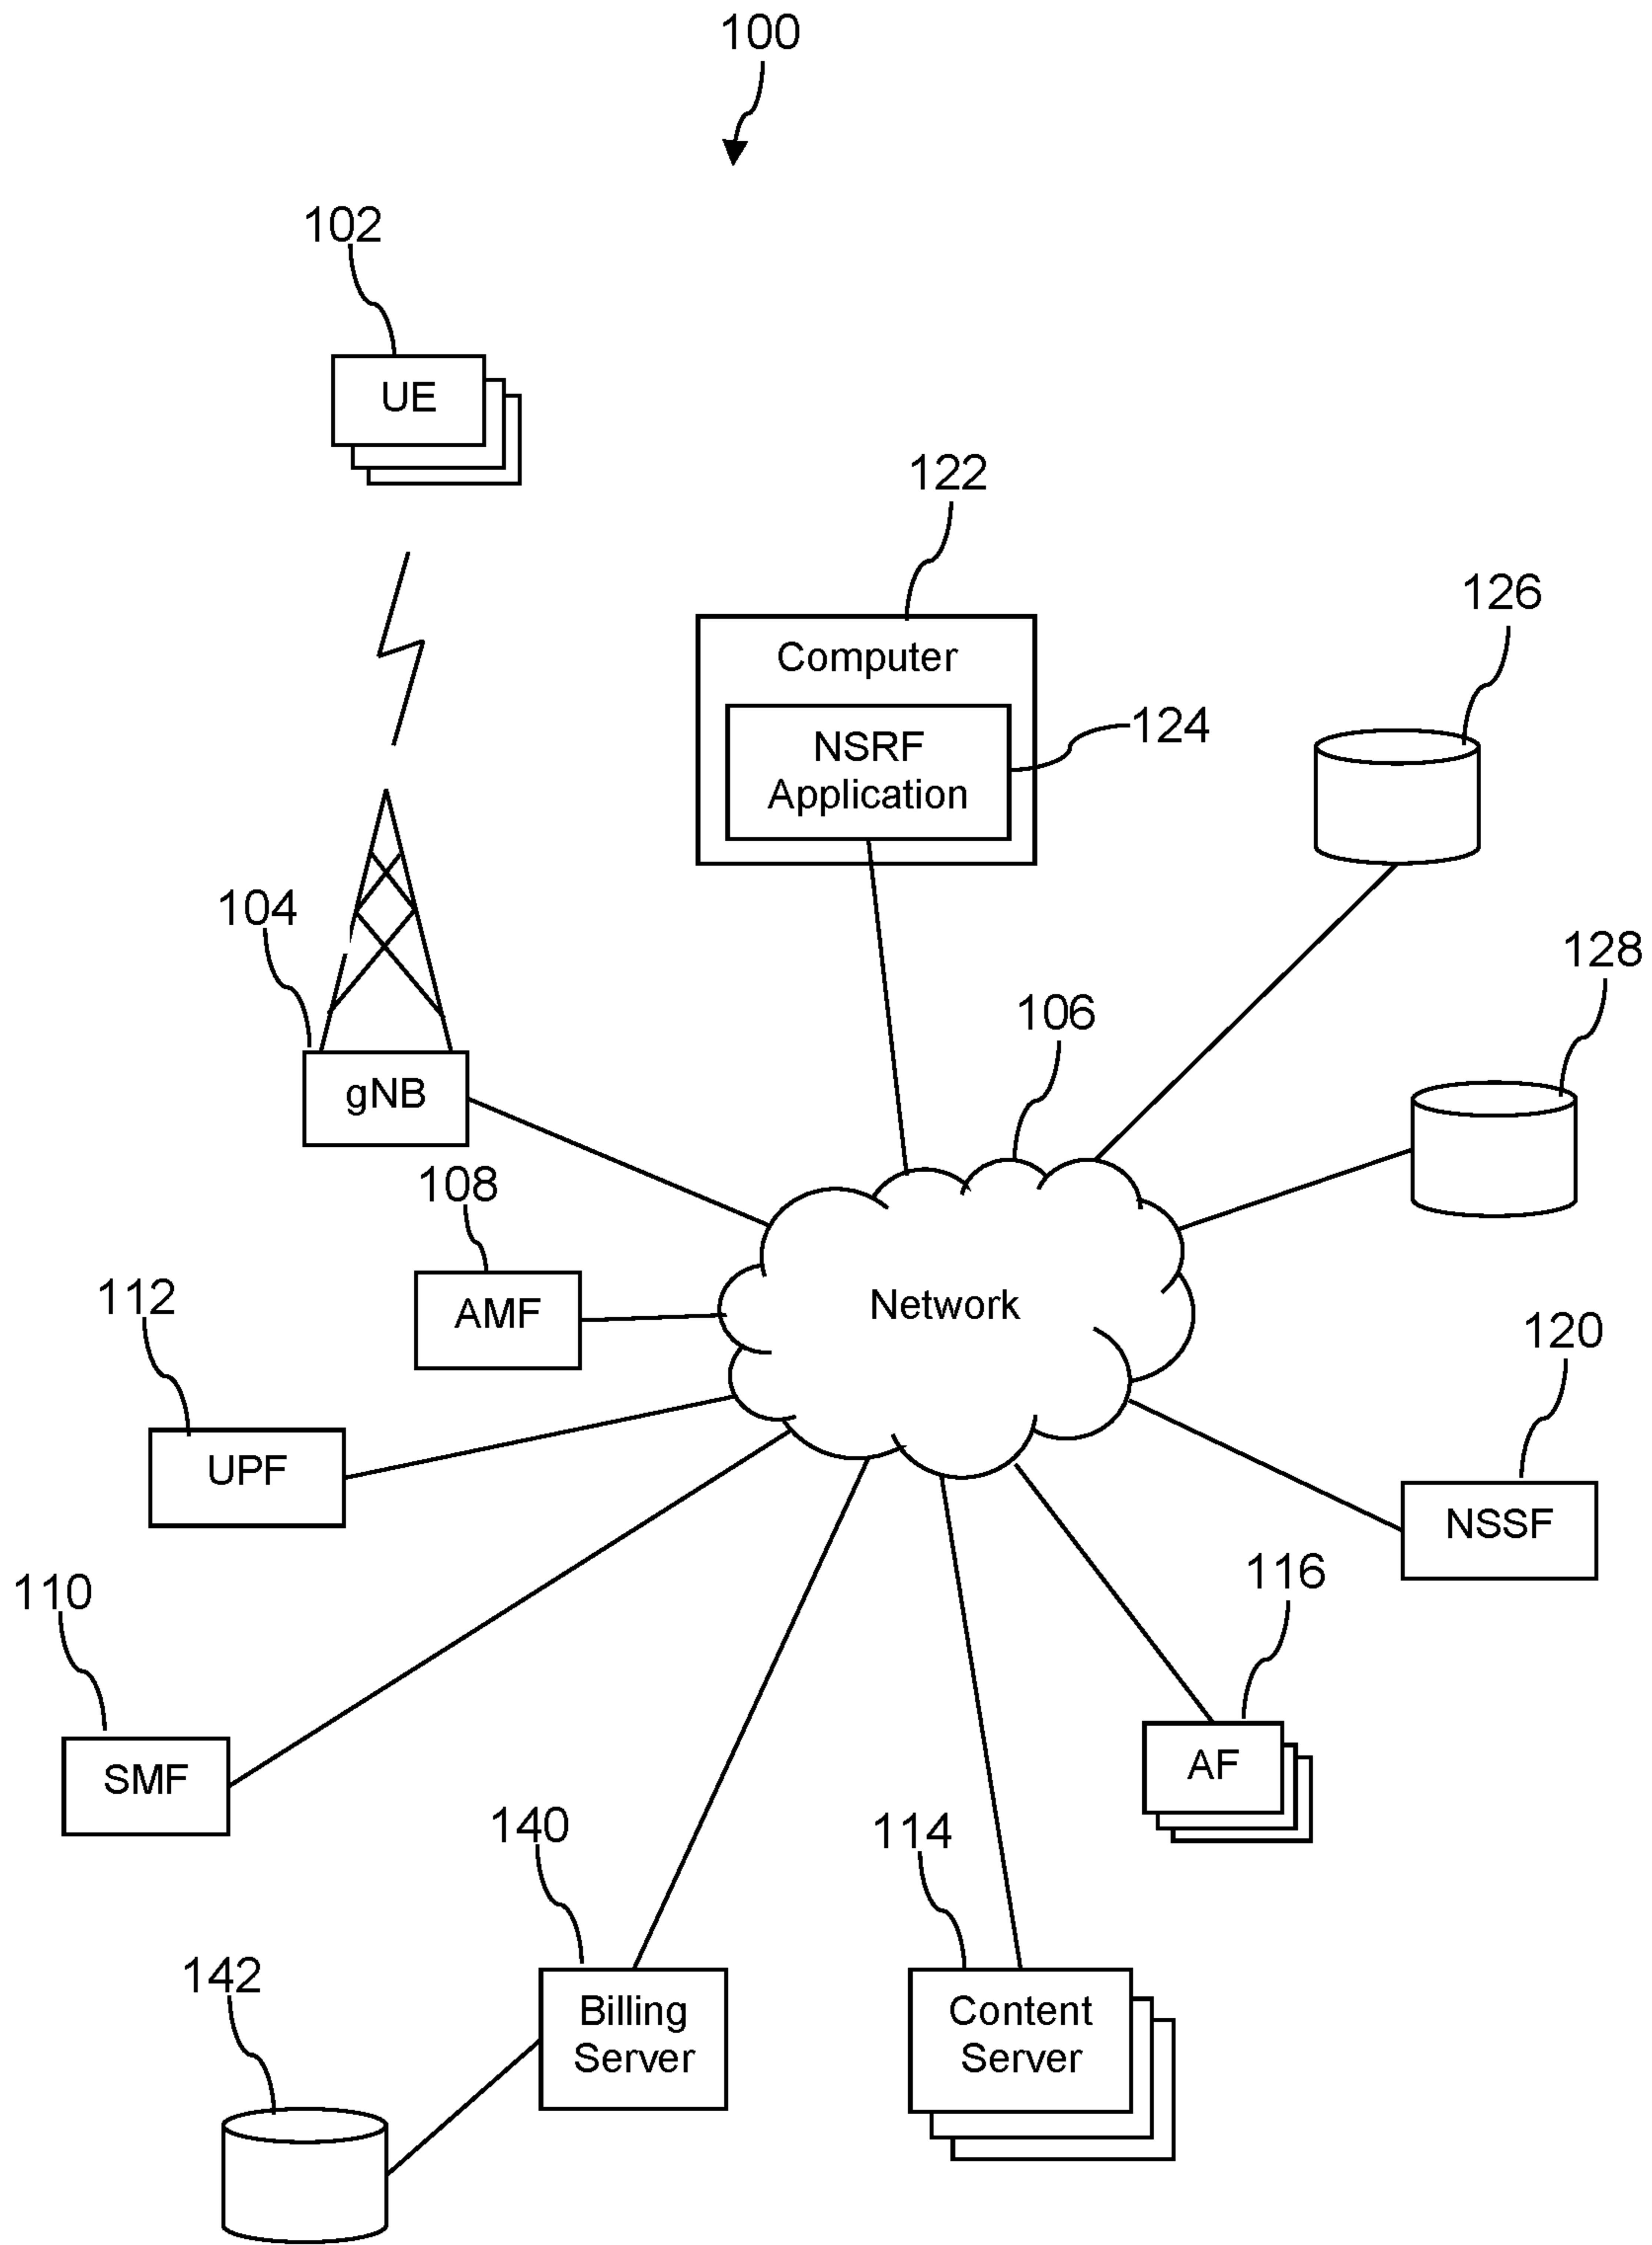 100
102
UE
122
126
Computer
124
NSRF
Application
104
128
106
gNB
108
112
AMF
Network
120
UPF
NSSF
110
116
SMF
AF
140
114
142
Billing
Server
Content
Server